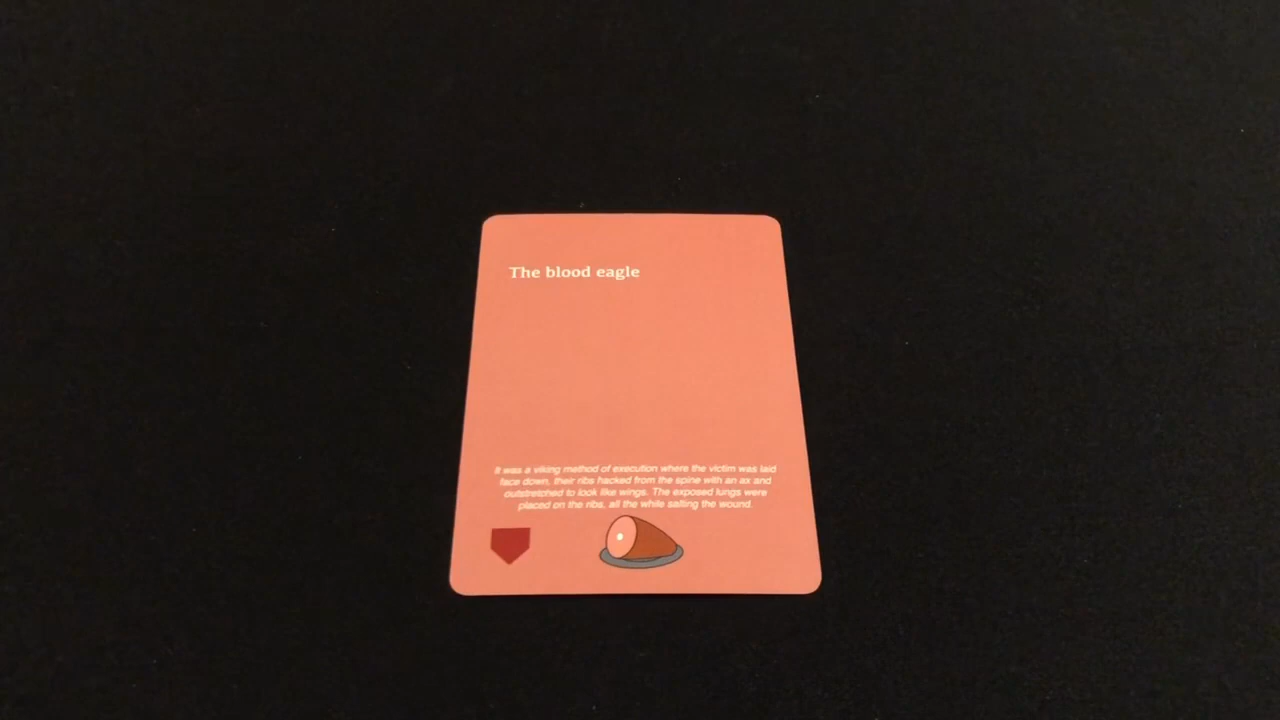 The blood eagle
It was a viking method of execution where the victim was laid
face down, their ribs hacked from the spine with an ax and
outstretched to look like wings. The exposed lungs were
placed on the ribs, all the while salting the wound.